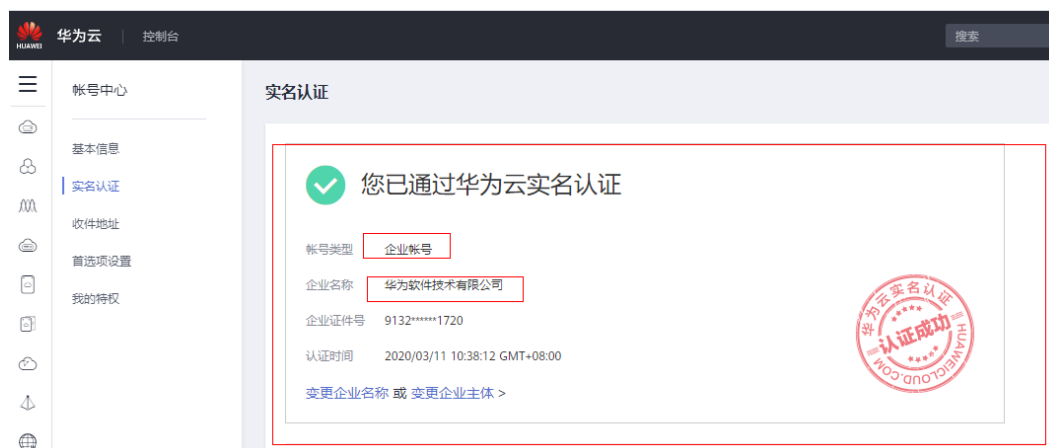 HUAWEI
华为云
控制台
搜索
帐号中心
基本信息
实名认证
收件地址
首选项设置
我的特权
实名认证
您已通过华为云实名认证
帐号类型 企业帐号
企业名称 华为软件技术有限公司
企业证件号 9132******1720
认证时间 2020/03/11 10:38:12 GMT+08:00
变更企业名称 或 变更企业主体 >
华为云实名认证
认证成功
HUAWEICLOUD.COM